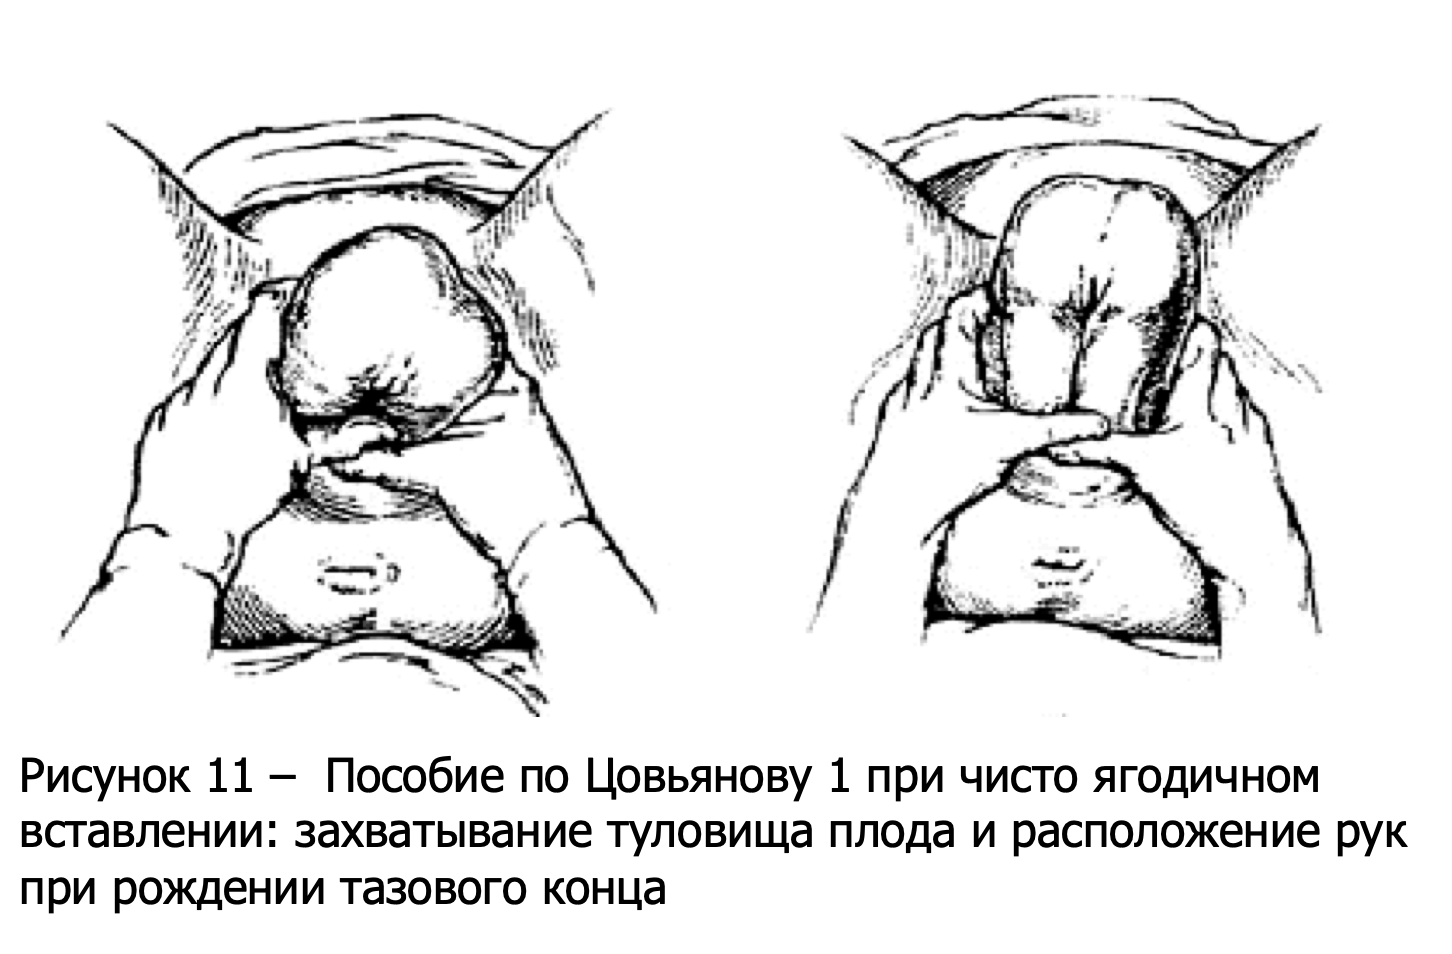 Рисунок 11 –  Пособие по Цовьянову 1 при чисто ягодичном
вставлении: захватывание туловища плода и расположение рук
при рождении тазового конца